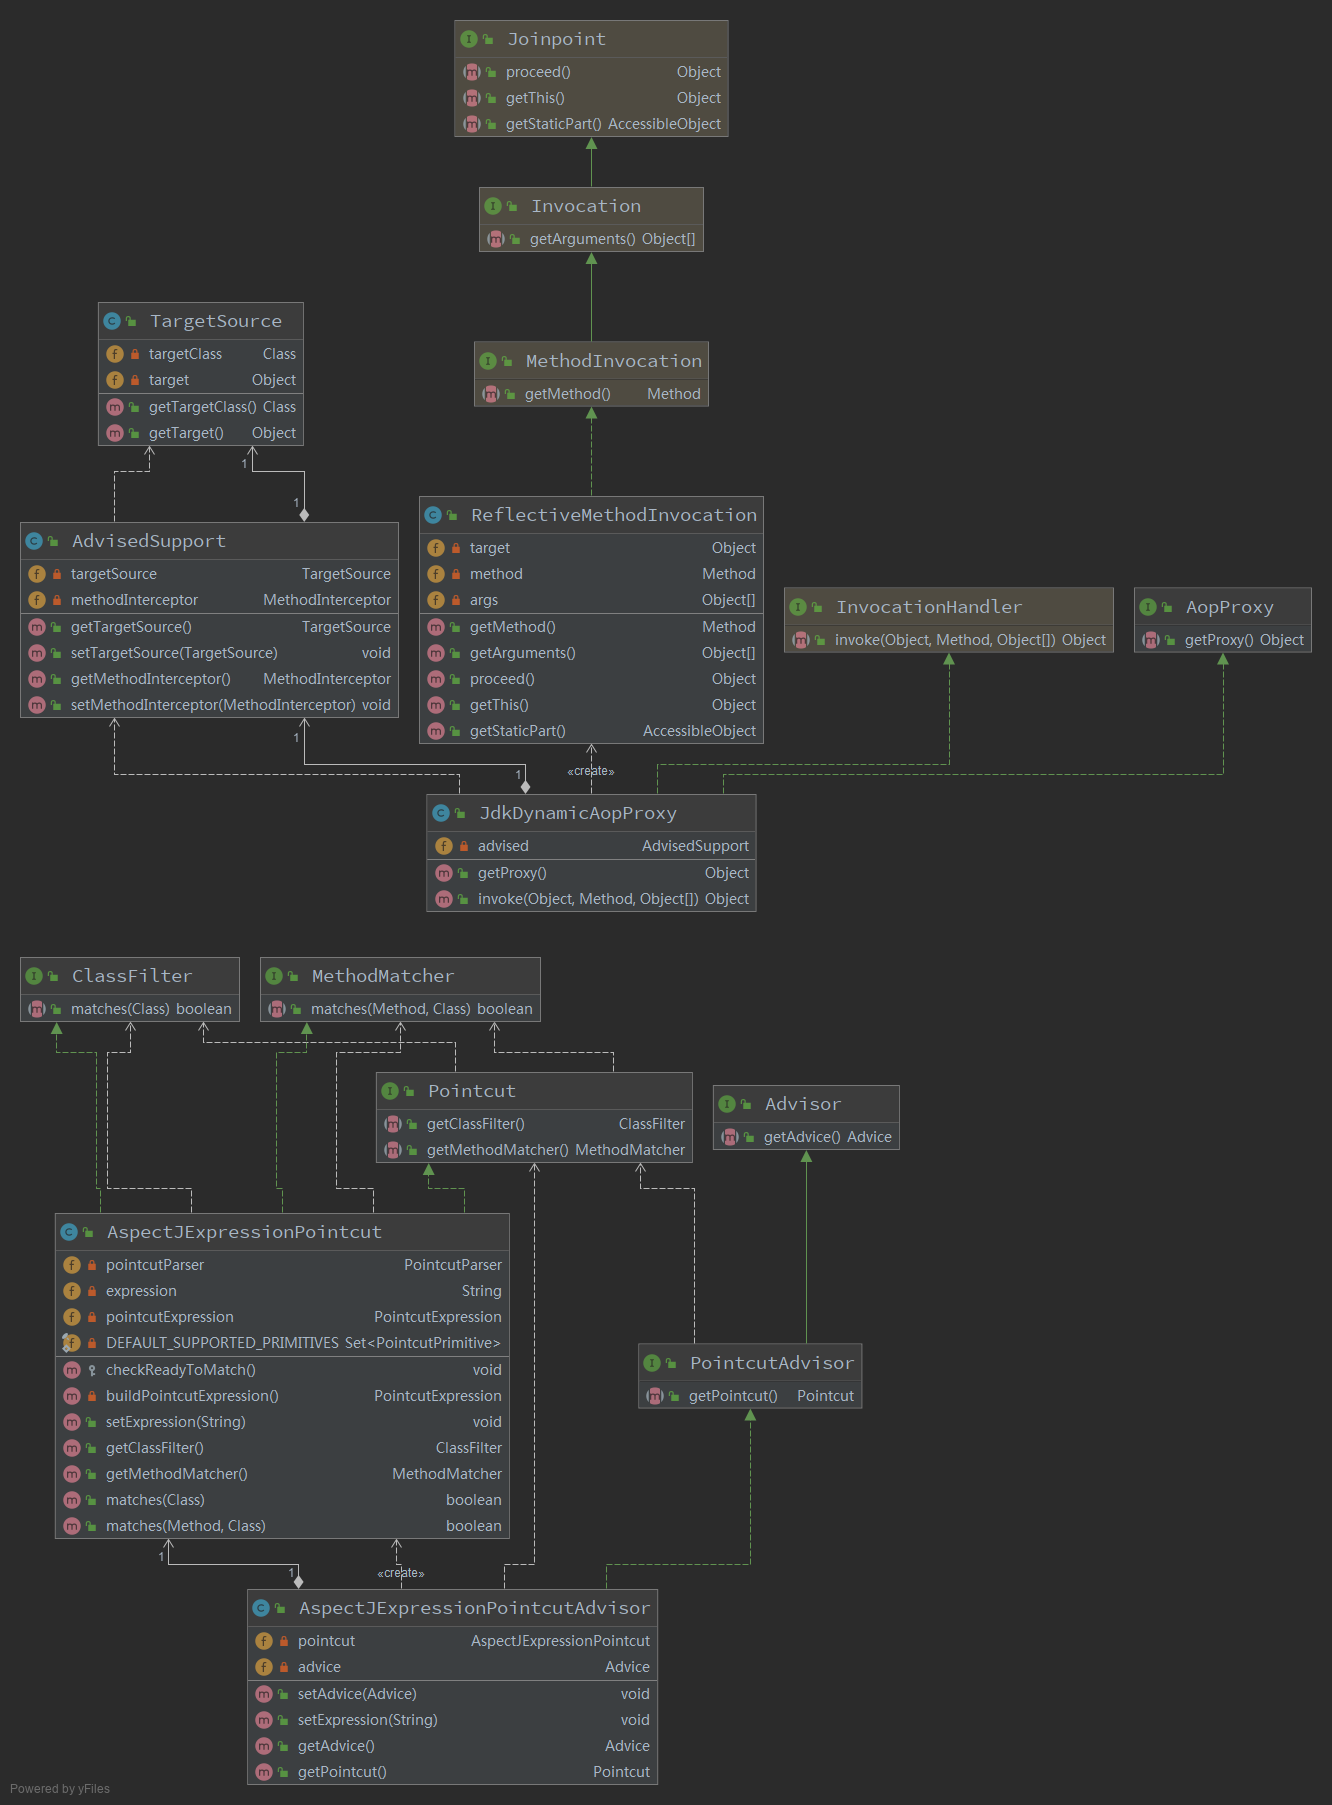 Joinpoint
proceed() Object
getThis() Object
getStaticPart() AccessibleObject
Invocation
getArguments() Object[]
TargetSource
targetClass Class
target Object
getTargetClass() Class
getTarget() Object
MethodInvocation
getMethod() Method
1
1
AdvisedSupport
targetSource TargetSource
methodInterceptor MethodInterceptor
getTargetSource() TargetSource
setTargetSource(TargetSource) void
getMethodInterceptor() MethodInterceptor
setMethodInterceptor(MethodInterceptor) void
ReflectiveMethodInvocation
target Object
method Method
args Object[]
getMethod() Method
getArguments() Object[]
proceed() Object
getThis() Object
getStaticPart() AccessibleObject
InvocationHandler
invoke(Object, Method, Object[]) Object
AopProxy
getProxy() Object
1
1
«create»
JdkDynamicAopProxy
advised AdvisedSupport
getProxy() Object
invoke(Object, Method, Object[]) Object
ClassFilter
matches(Class) boolean
MethodMatcher
matches(Method, Class) boolean
Pointcut
getClassFilter() ClassFilter
getMethodMatcher() MethodMatcher
Advisor
getAdvice() Advice
AspectJExpressionPointcut
pointcutParser PointcutParser
expression String
pointcutExpression PointcutExpression
DEFAULT_SUPPORTED_PRIMITIVES Set<PointcutPrimitive>
checkReadyToMatch() void
buildPointcutExpression() PointcutExpression
setExpression(String) void
getClassFilter() ClassFilter
getMethodMatcher() MethodMatcher
matches(Class) boolean
matches(Method, Class) boolean
PointcutAdvisor
getPointcut() Pointcut
1
1
«create»
AspectJExpressionPointcutAdvisor
pointcut AspectJExpressionPointcut
advice Advice
setAdvice(Advice) void
setExpression(String) void
getAdvice() Advice
getPointcut() Pointcut
Powered by yFiles